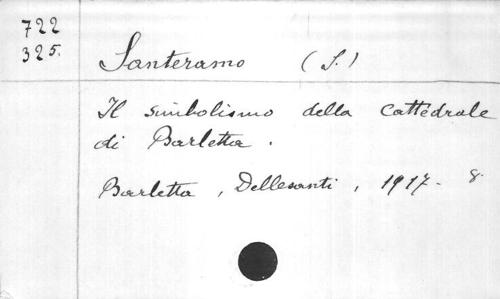 722
325.
Santeramo (S.)
Il simbolismo della cattedrale
di Barletta.
Barletta, Dellesanti, 1917. 8.